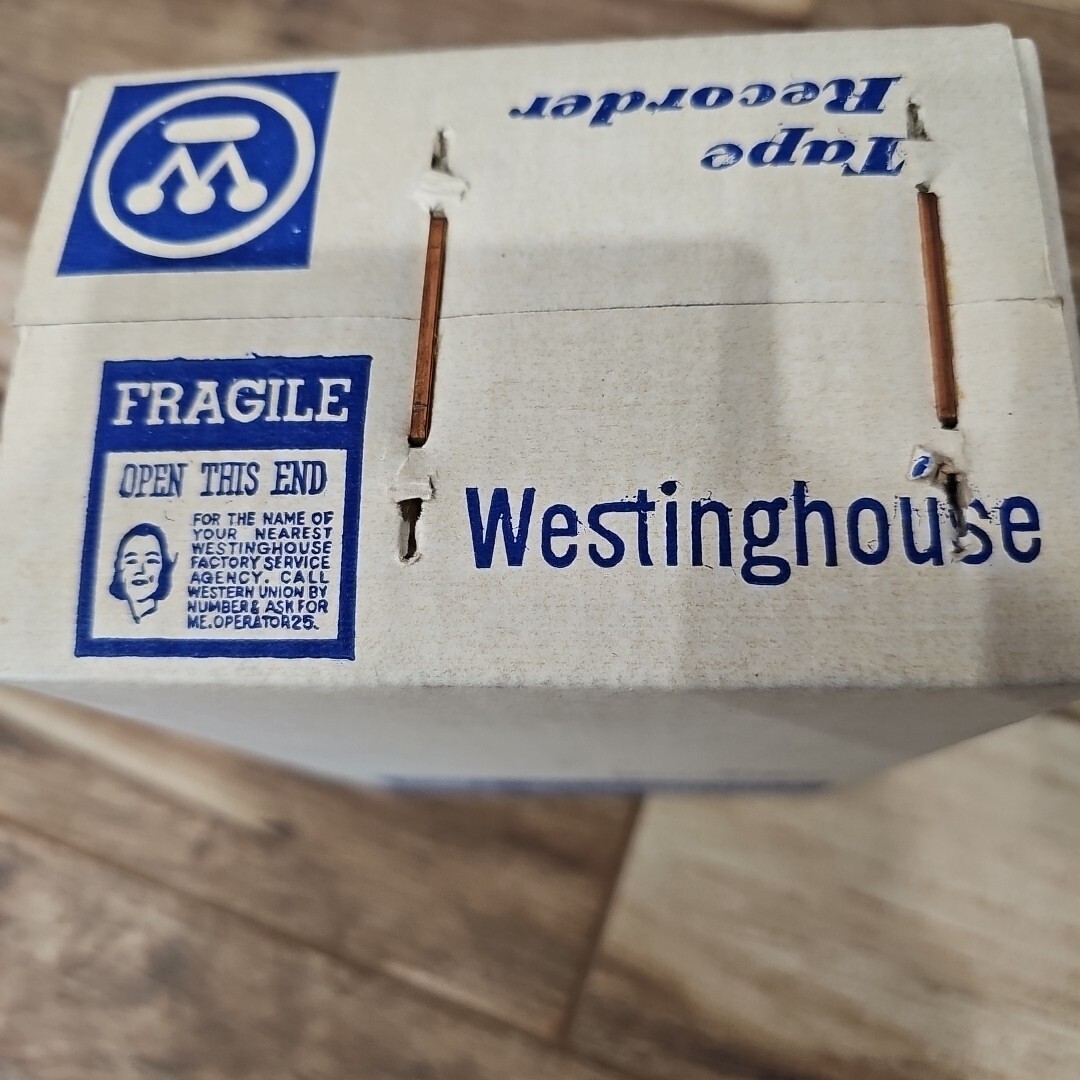 Tape
Recorder
FRAGILE
OPEN THIS END
FOR THE NAME OF
YOUR NEAREST
WESTINGHOUSE
FACTORY SERVICE
AGENCY, CALL
WESTERN UNION BY
NUMBER & ASK FOR
ME. OPERATOR 25.
Westinghouse